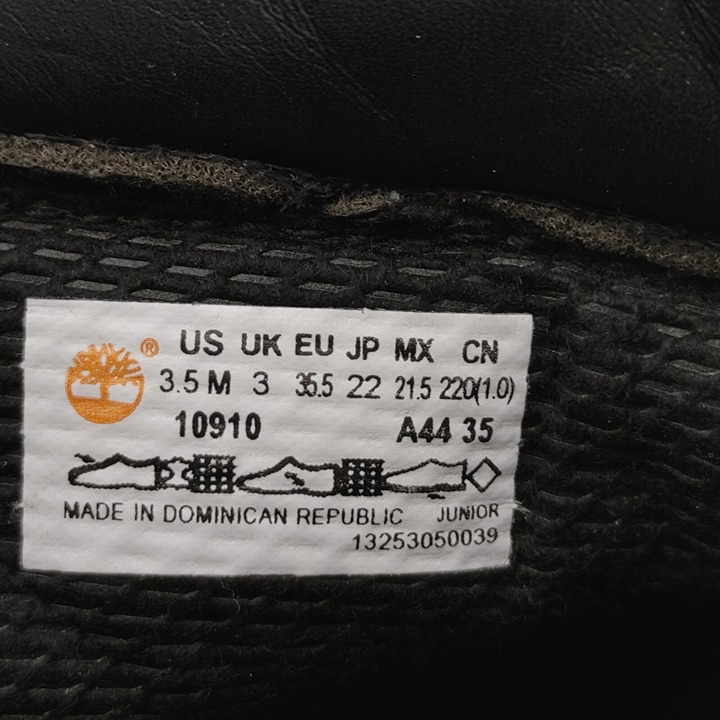 ® US UK EU JP MX CN
3.5 M 3 35.5 22 21.5 220(1.0)
10910 A44 35
MADE IN DOMINICAN REPUBLIC JUNIOR
13253050039